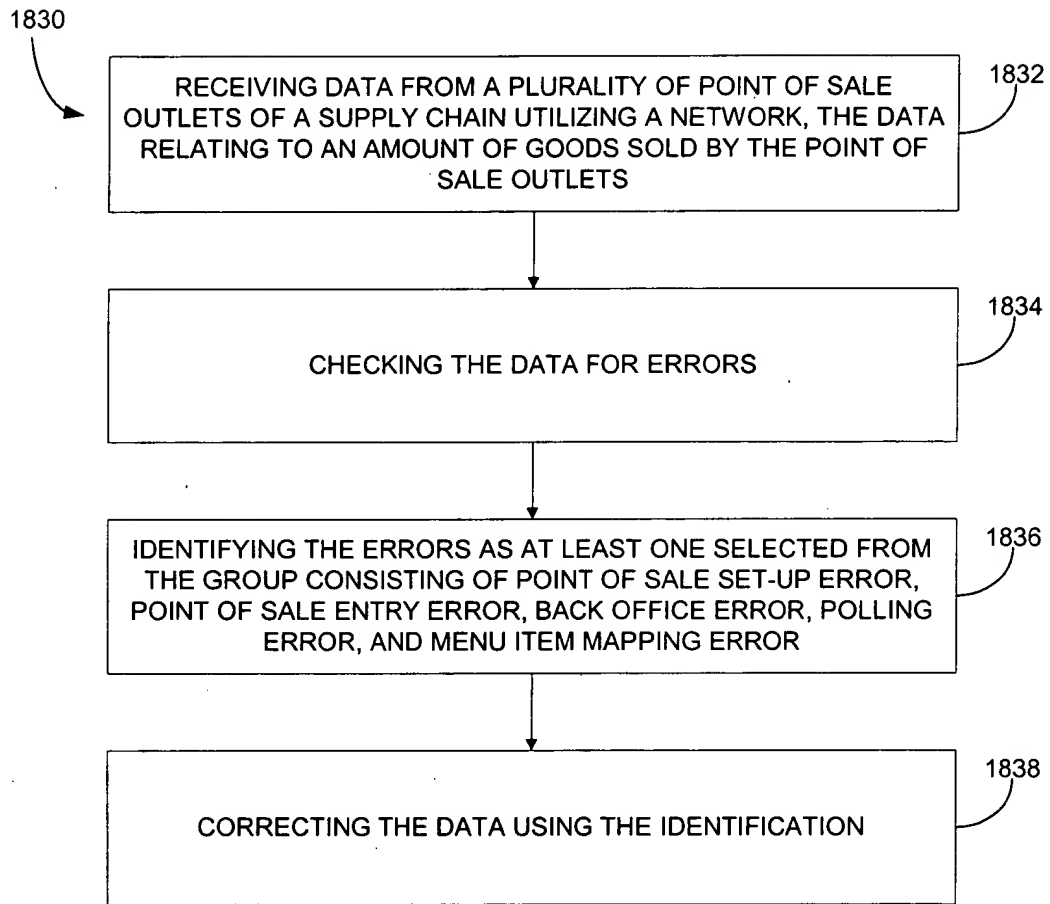 1830
RECEIVING DATA FROM A PLURALITY OF POINT OF SALE
OUTLETS OF A SUPPLY CHAIN UTILIZING A NETWORK, THE DATA
RELATING TO AN AMOUNT OF GOODS SOLD BY THE POINT OF
SALE OUTLETS
1832
CHECKING THE DATA FOR ERRORS
1834
IDENTIFYING THE ERRORS AS AT LEAST ONE SELECTED FROM
THE GROUP CONSISTING OF POINT OF SALE SET-UP ERROR,
POINT OF SALE ENTRY ERROR, BACK OFFICE ERROR, POLLING
ERROR, AND MENU ITEM MAPPING ERROR
1836
CORRECTING THE DATA USING THE IDENTIFICATION
1838